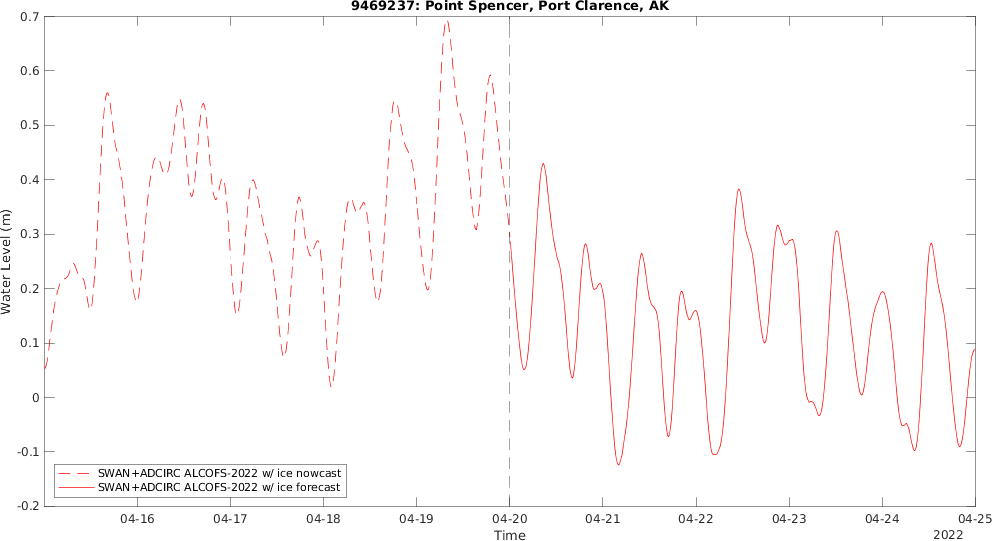 9469237: Point Spencer, Port Clarence, AK
0.7
0.6
0.5
0.4
0.3
0.2
0.1
0
-0.1
-0.2
Water Level (m)
SWAN+ADCIRC ALCOFS-2022 w/ ice nowcast
SWAN+ADCIRC ALCOFS-2022 w/ ice forecast
04-16 04-17 04-18 04-19 04-20 04-21 04-22 04-23 04-24 04-25
Time
2022